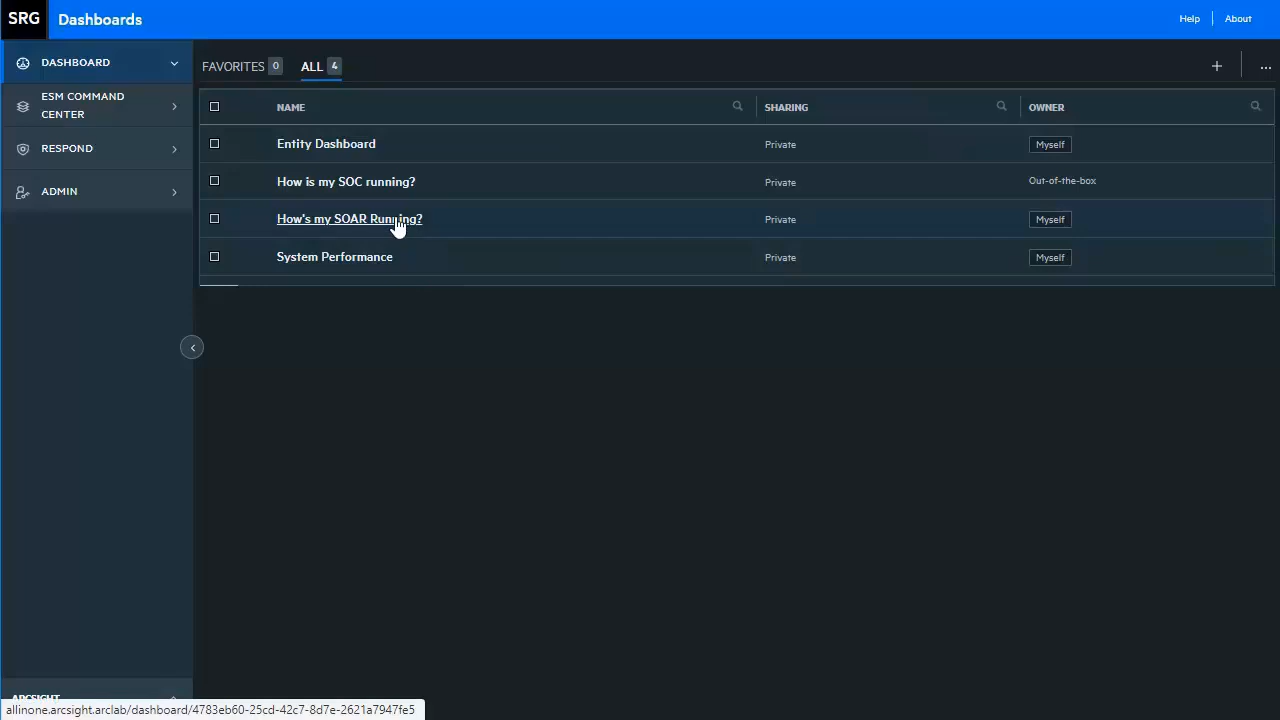 SRG
Dashboards
Help
About
DASHBOARD
ESM COMMAND
CENTER
RESPOND
ADMIN
FAVORITES 0
ALL 4
+
...
NAME
SHARING
OWNER
Entity Dashboard
Private
Myself
How is my SOC running?
Private
Out-of-the-box
How's my SOAR Running?
Private
Myself
System Performance
Private
Myself
ARCSIGHT
allinone.arcsight.arclab/dashboard/4783eb60-25cd-42c7-8d7e-2621a7947fe5